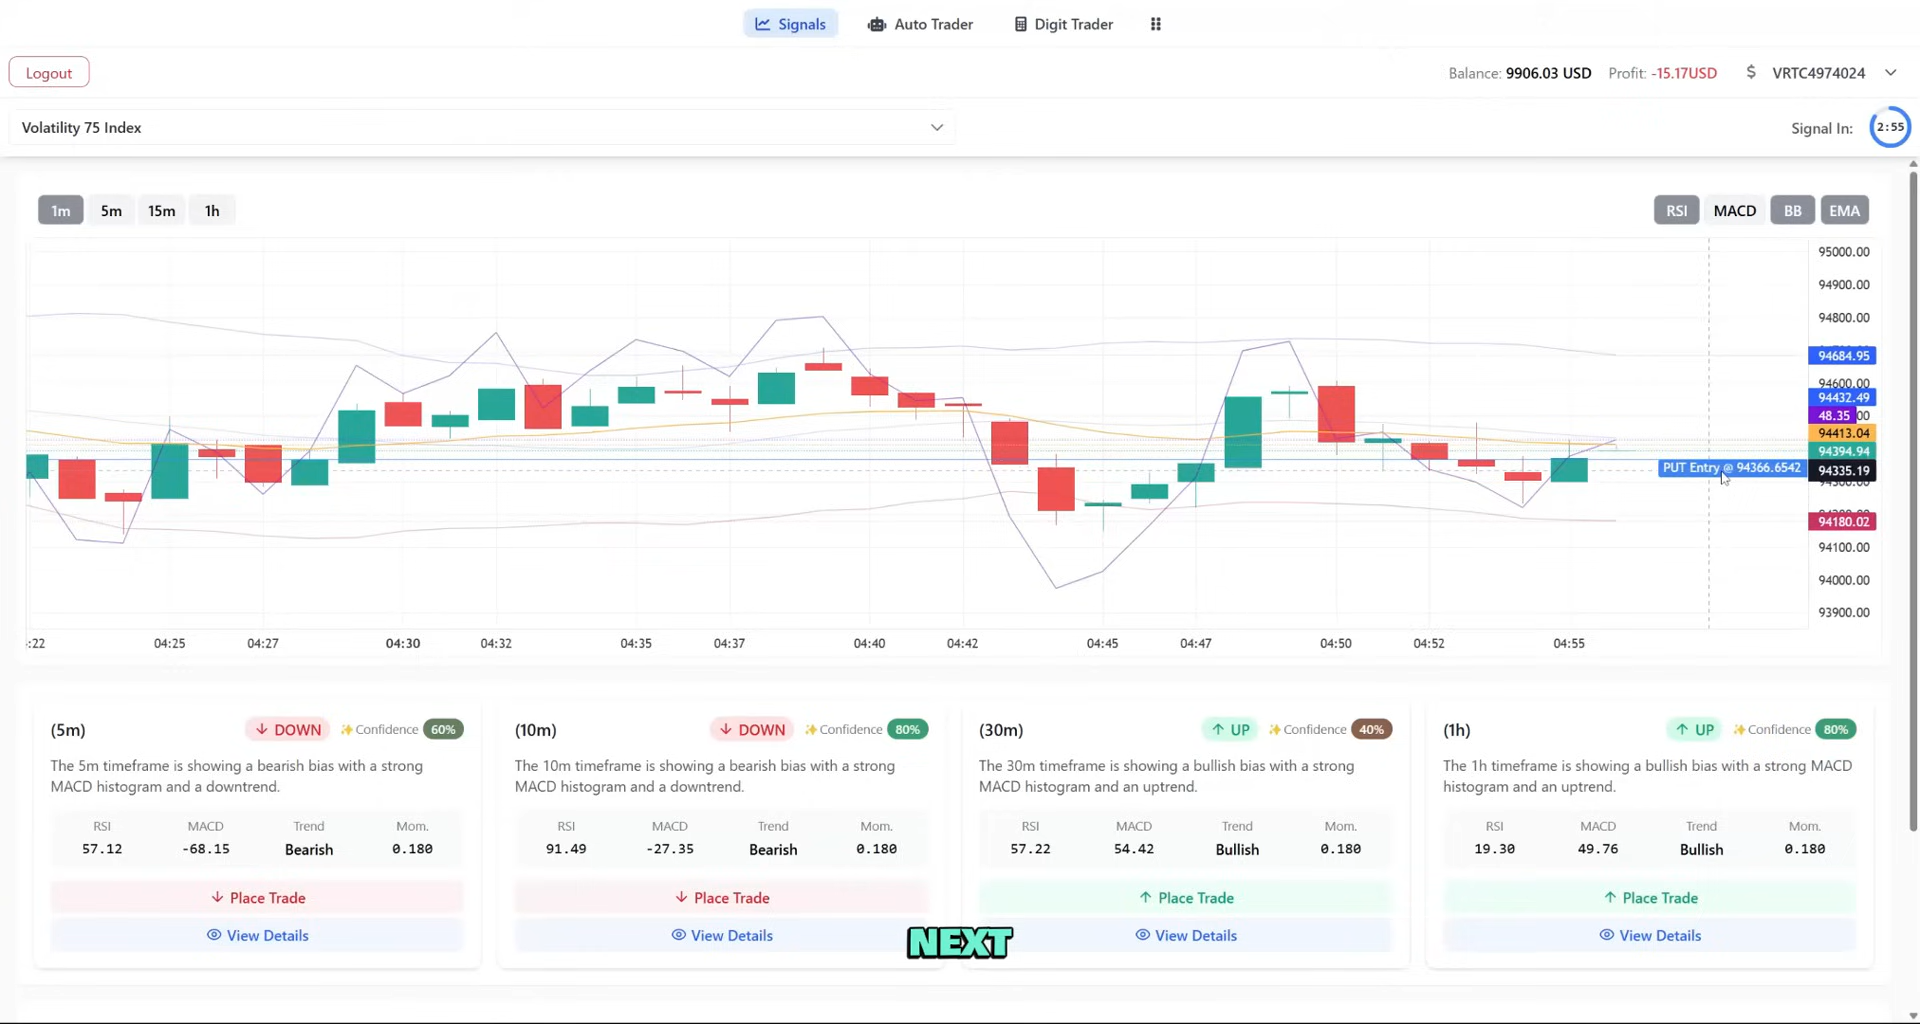 Signals Auto Trader Digit Trader
Logout
Balance: 9906.03 USD Profit: -15.17USD $ VRTC4974024
Volatility 75 Index
Signal In: 2:55
1m 5m 15m 1h
RSI MACD BB EMA
95000.00
94900.00
94800.00
94684.95
94600.00
94432.49
48.35
94413.04
94394.94
PUT Entry @ 94366.6542
94335.19
94180.02
94100.00
94000.00
93900.00
:22 04:25 04:27 04:30 04:32 04:35 04:37 04:40 04:42 04:45 04:47 04:50 04:52 04:55
(5m) ↓ DOWN ✨Confidence 60%
The 5m timeframe is showing a bearish bias with a strong
MACD histogram and a downtrend.
RSI MACD Trend Mom.
57.12 -68.15 Bearish 0.180
↓ Place Trade
View Details
(10m) ↓ DOWN ✨Confidence 80%
The 10m timeframe is showing a bearish bias with a strong
MACD histogram and a downtrend.
RSI MACD Trend Mom.
91.49 -27.35 Bearish 0.180
↓ Place Trade
View Details
(30m) ↑ UP ✨Confidence 40%
The 30m timeframe is showing a bullish bias with a strong
MACD histogram and an uptrend.
RSI MACD Trend Mom.
57.22 54.42 Bullish 0.180
↑ Place Trade
View Details
(1h) ↑ UP ✨Confidence 80%
The 1h timeframe is showing a bullish bias with a strong MACD
histogram and an uptrend.
RSI MACD Trend Mom.
19.30 49.76 Bullish 0.180
↑ Place Trade
View Details
NEXT